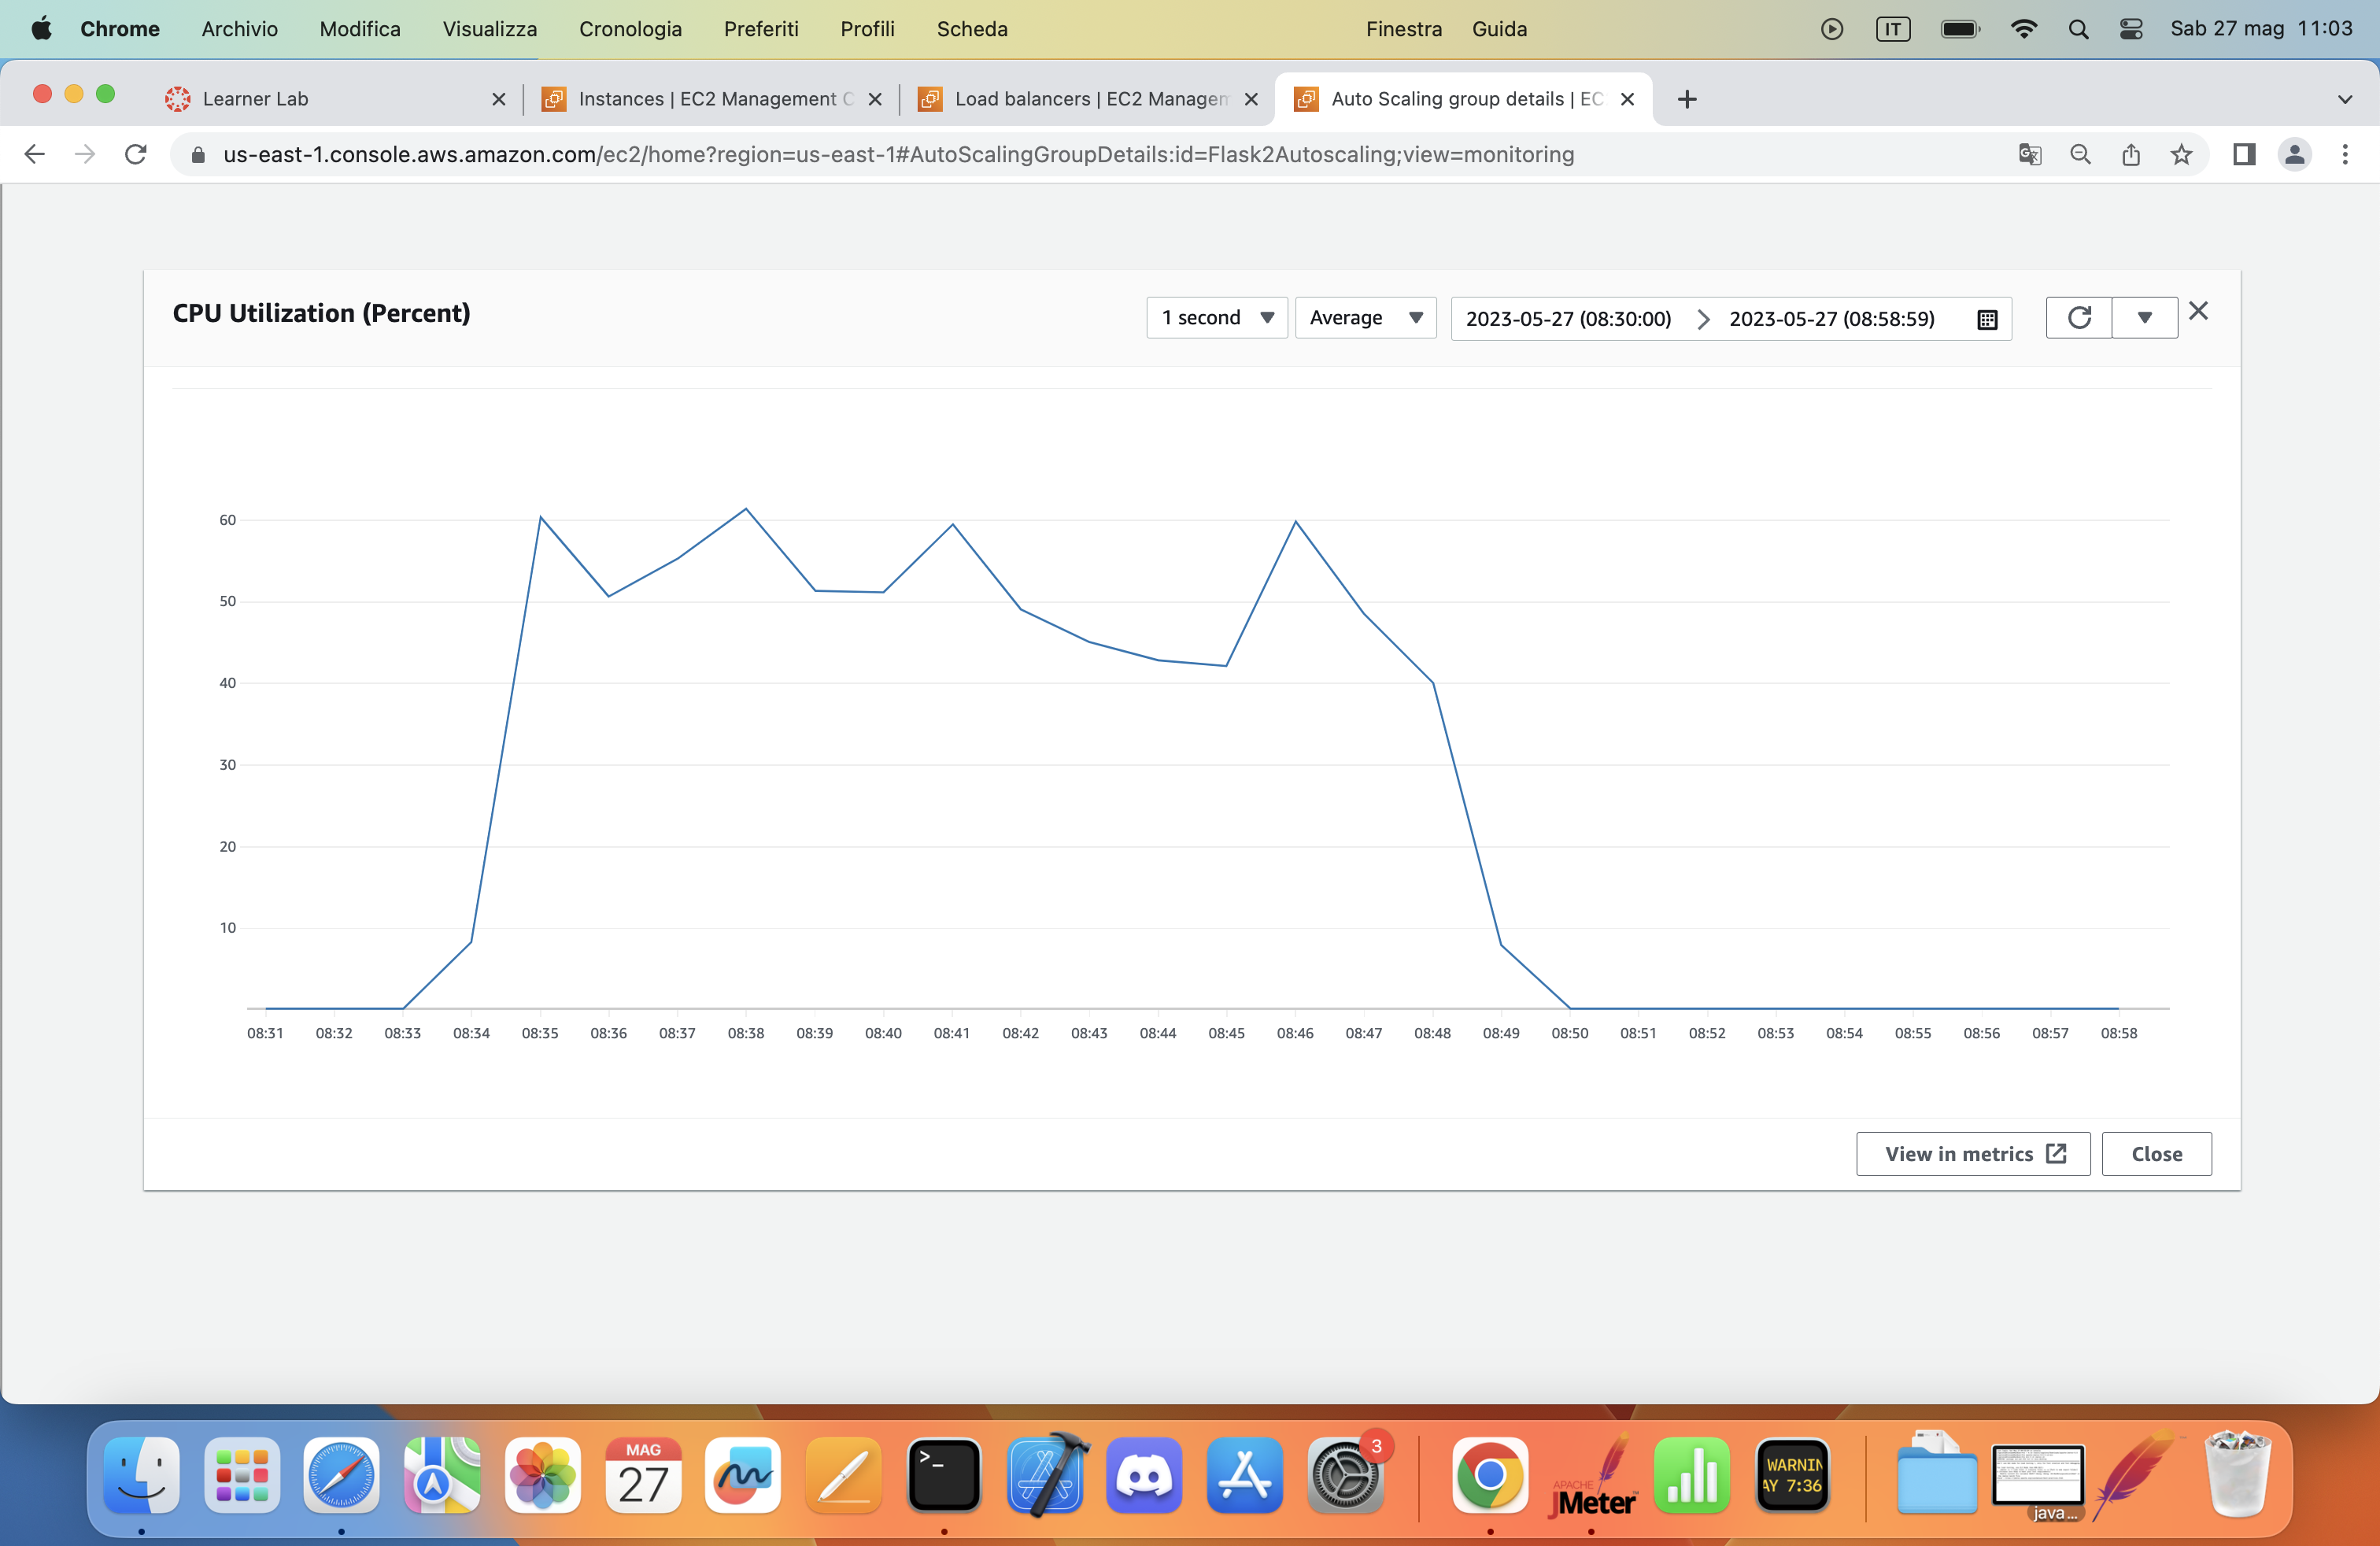 Chrome Archivio Modifica Visualizza Cronologia Preferiti Profili Scheda Finestra Guida IT Sab 27 mag 11:03
Learner Lab Instances | EC2 Management C Load balancers | EC2 Managem Auto Scaling group details | EC
us-east-1.console.aws.amazon.com/ec2/home?region=us-east-1#AutoScalingGroupDetails:id=Flask2Autoscaling;view=monitoring
CPU Utilization (Percent) 1 second Average 2023-05-27 (08:30:00) 2023-05-27 (08:58:59)
60
50
40
30
20
10
08:31 08:32 08:33 08:34 08:35 08:36 08:37 08:38 08:39 08:40 08:41 08:42 08:43 08:44 08:45 08:46 08:47 08:48 08:49 08:50 08:51 08:52 08:53 08:54 08:55 08:56 08:57 08:58
View in metrics Close
MAG
27
>_
3
APACHE
JMeter
WARNIN
AY 7:36
java...